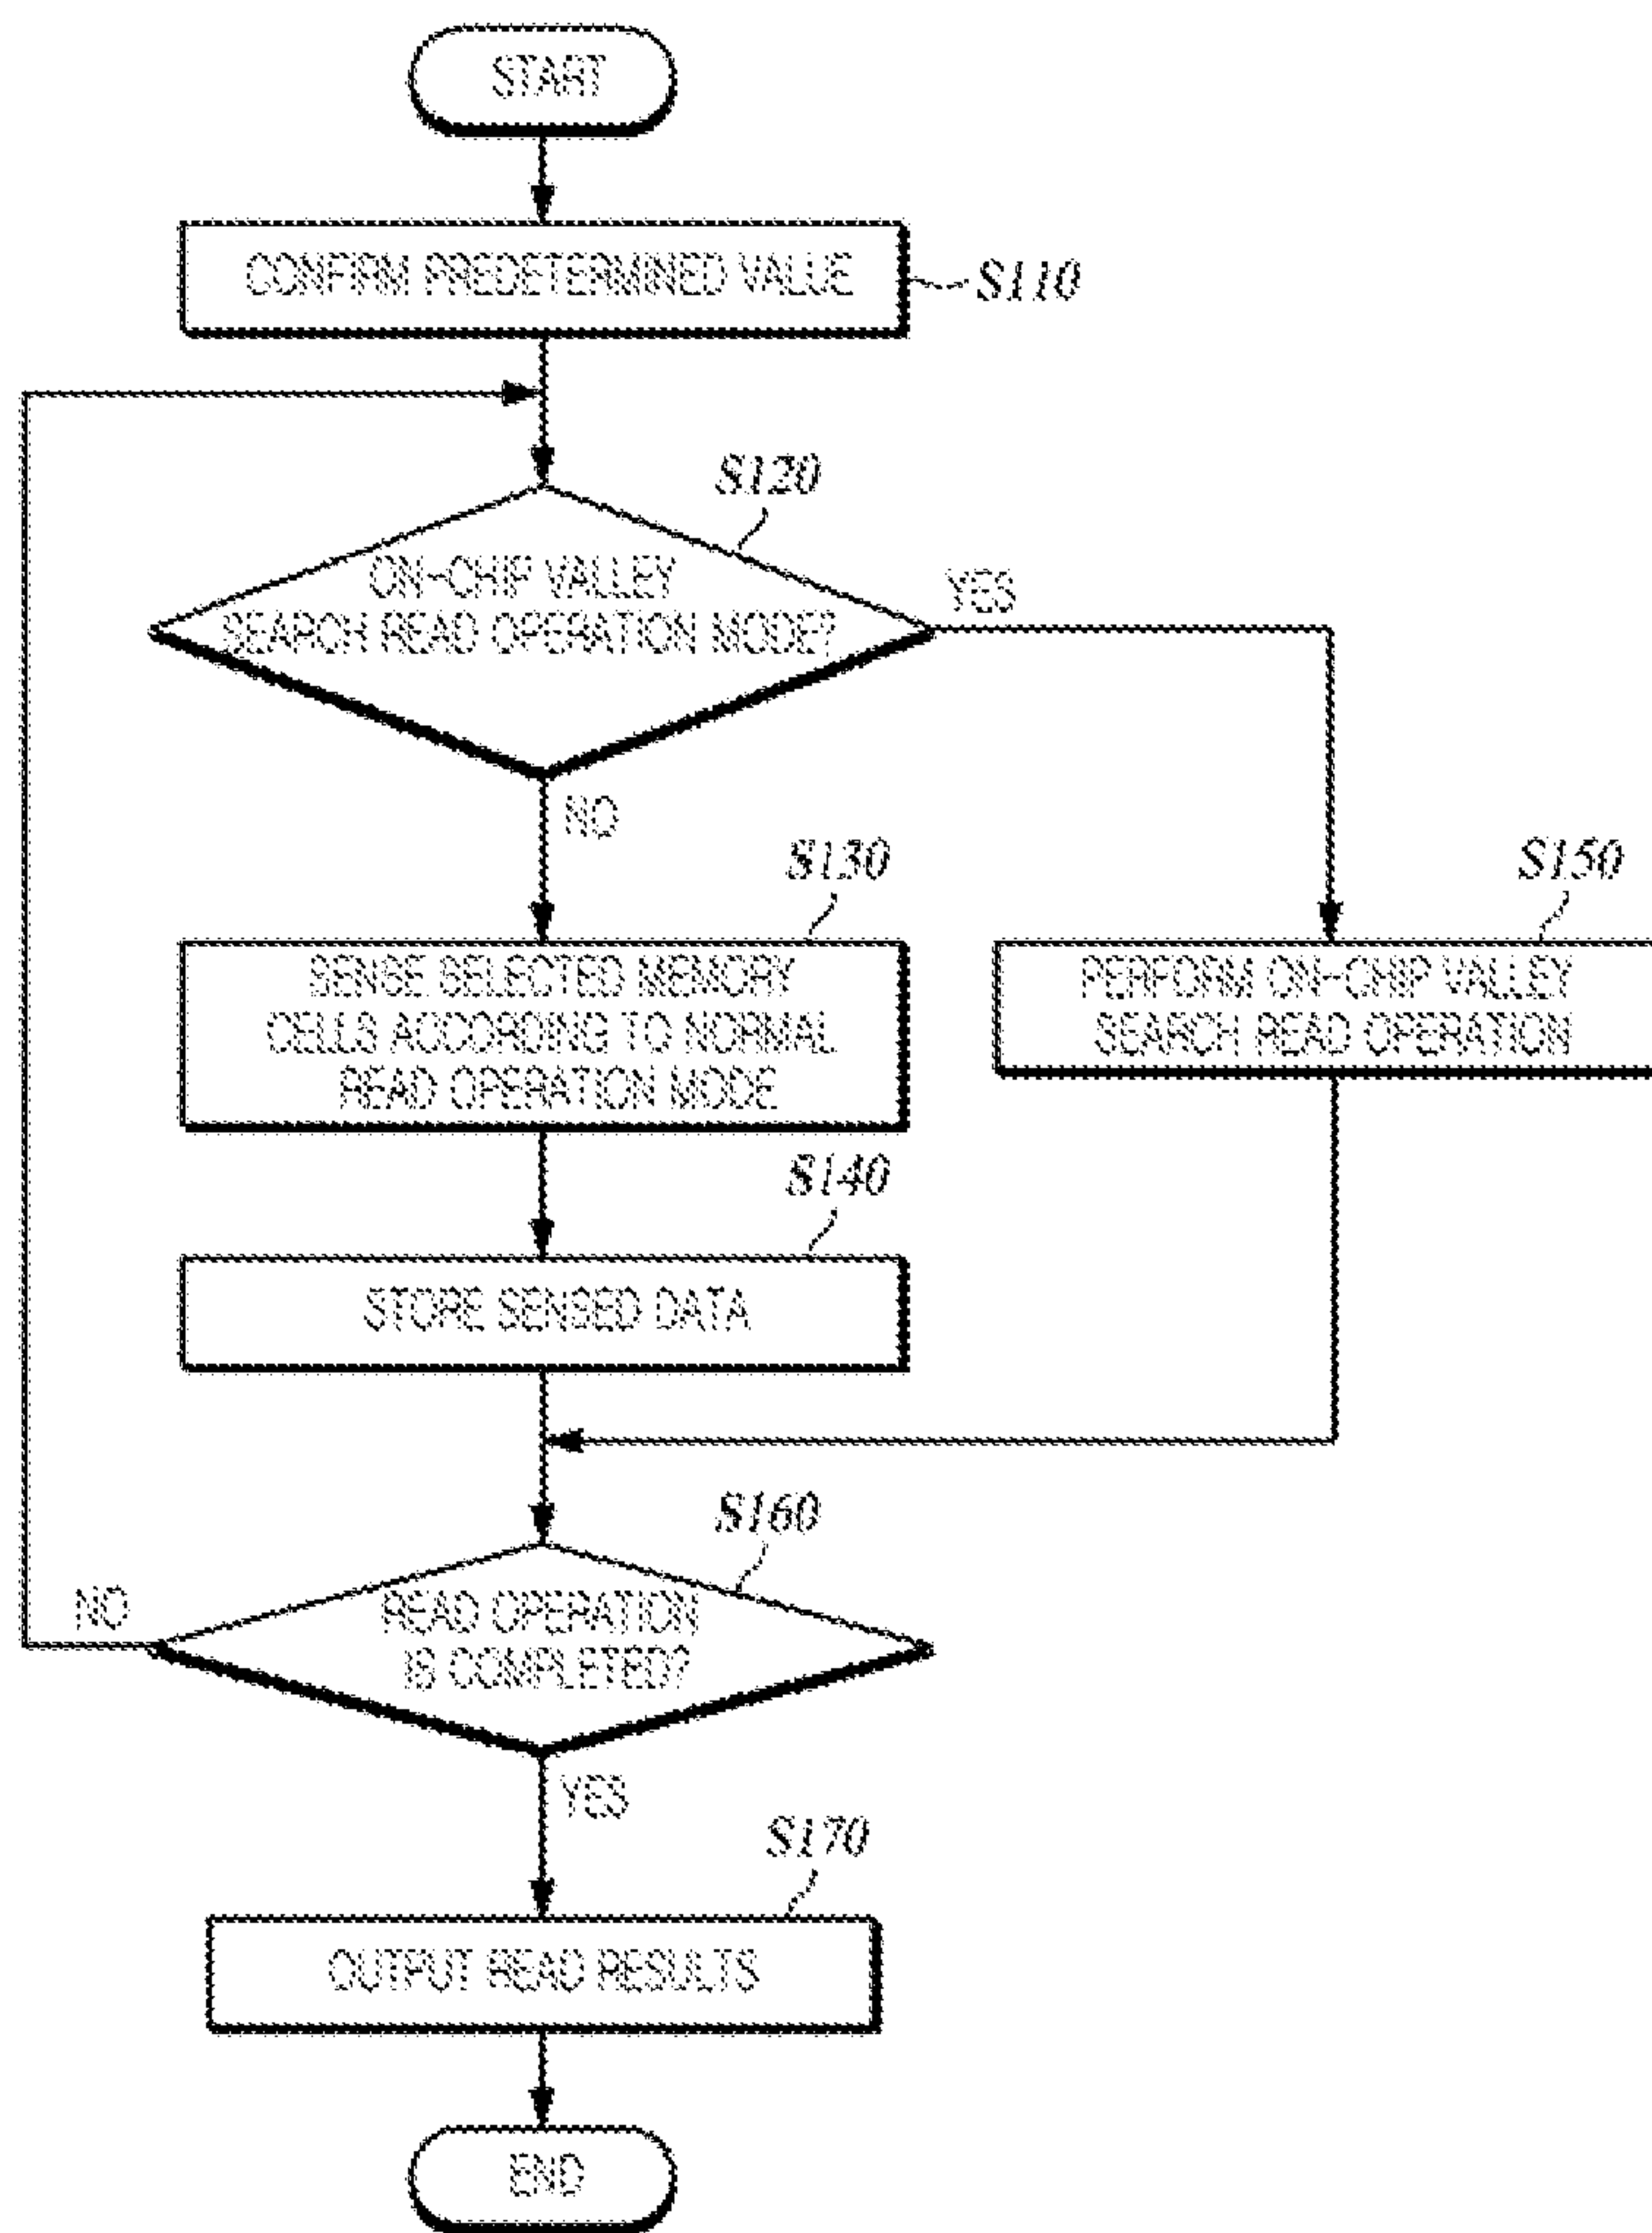 START
CONFIRM PREDETERMINED VALUE
S110
S120
ON-CHIP VALLEY
SEARCH READ OPERATION MODE?
YES
NO
S130
SENSE SELECTED MEMORY
CELLS ACCORDING TO NORMAL
READ OPERATION MODE
S150
PERFORM ON-CHIP VALLEY
SEARCH READ OPERATION
S140
STORE SENSED DATA
S160
READ OPERATION
IS COMPLETED?
NO
YES
S170
OUTPUT READ RESULTS
END